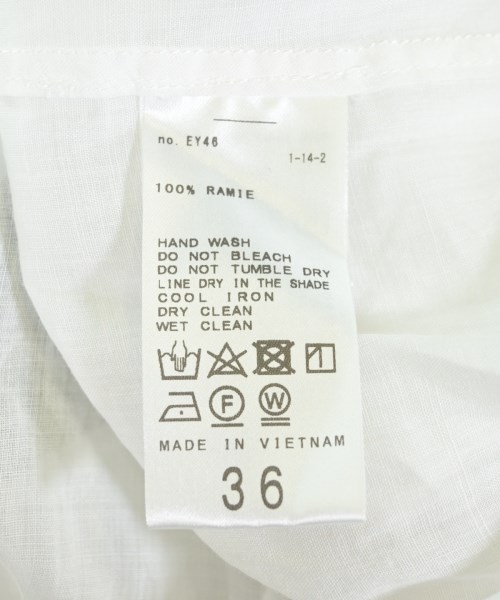 no. EY46
1-14-2
100% RAMIE
HAND WASH
DO NOT BLEACH
DO NOT TUMBLE DRY
LINE DRY IN THE SHADE
COOL IRON
DRY CLEAN
WET CLEAN
F W
MADE IN VIETNAM
36